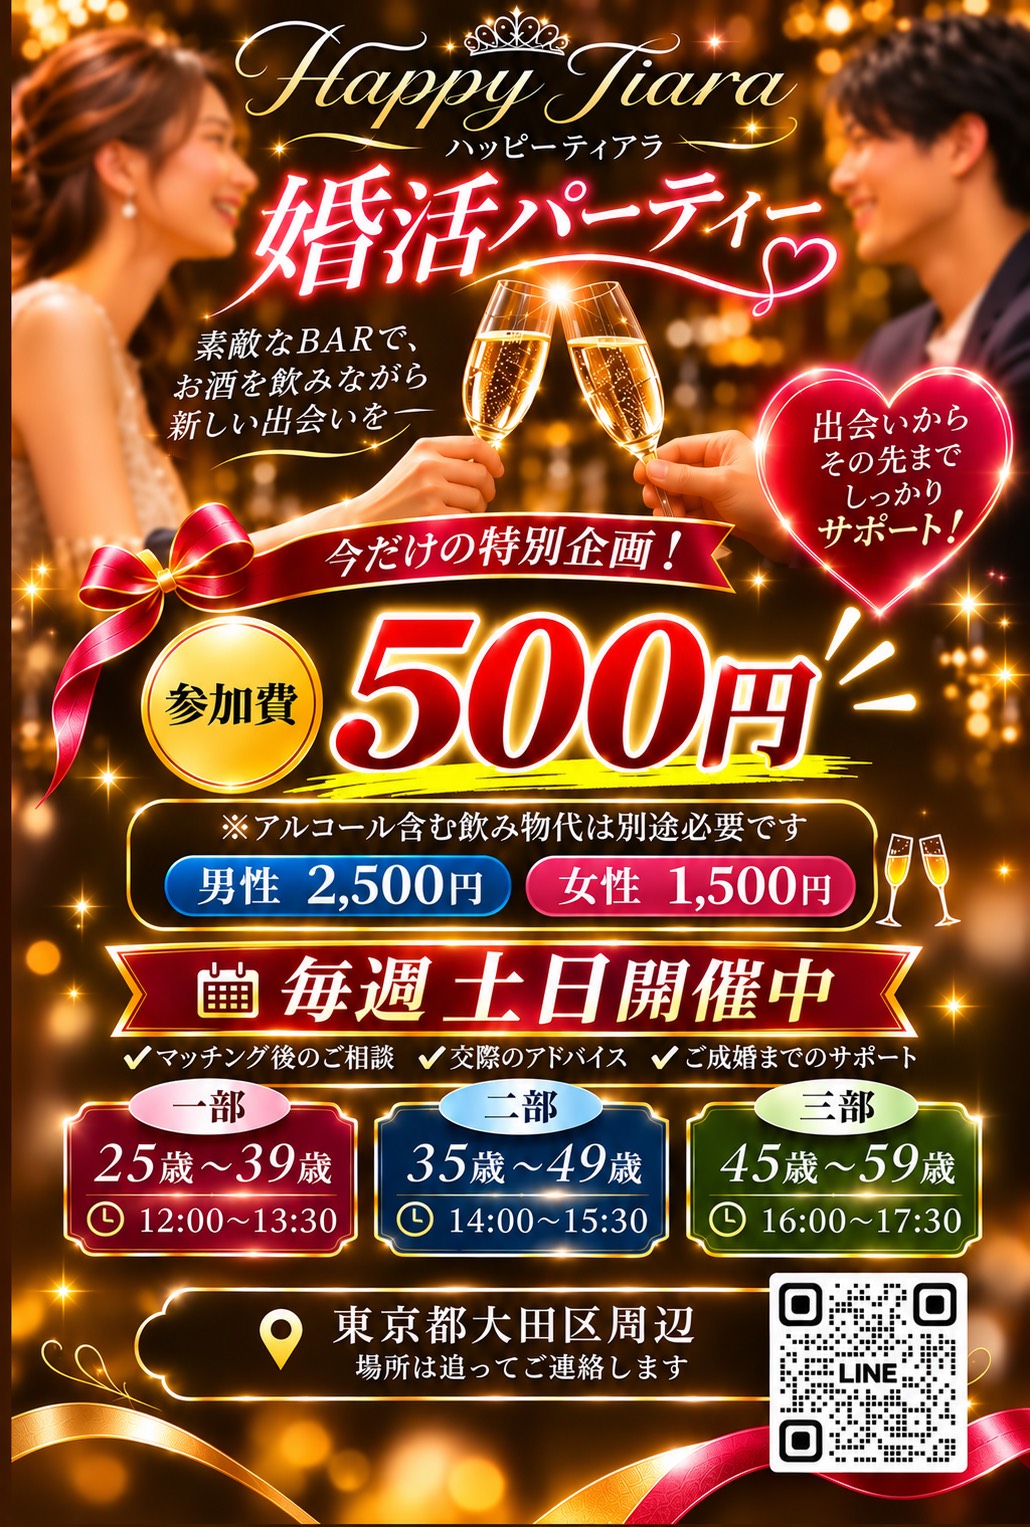 Happy Tiara
ハッピーティアラ
婚活パーティー
素敵なBARで、
お酒を飲みながら
新しい出会いを―
出会いから
その先まで
しっかり
サポート!
今だけの特別企画!
参加費 500円
※アルコール含む飲み物代は別途必要です
男性 2,500円 女性 1,500円
毎週 土日開催中
✓マッチング後のご相談 ✓交際のアドバイス ✓ご成婚までのサポート
一部
25歳～39歳
12:00～13:30
二部
35歳～49歳
14:00～15:30
三部
45歳～59歳
16:00～17:30
東京都大田区周辺
場所は追ってご連絡します
LINE